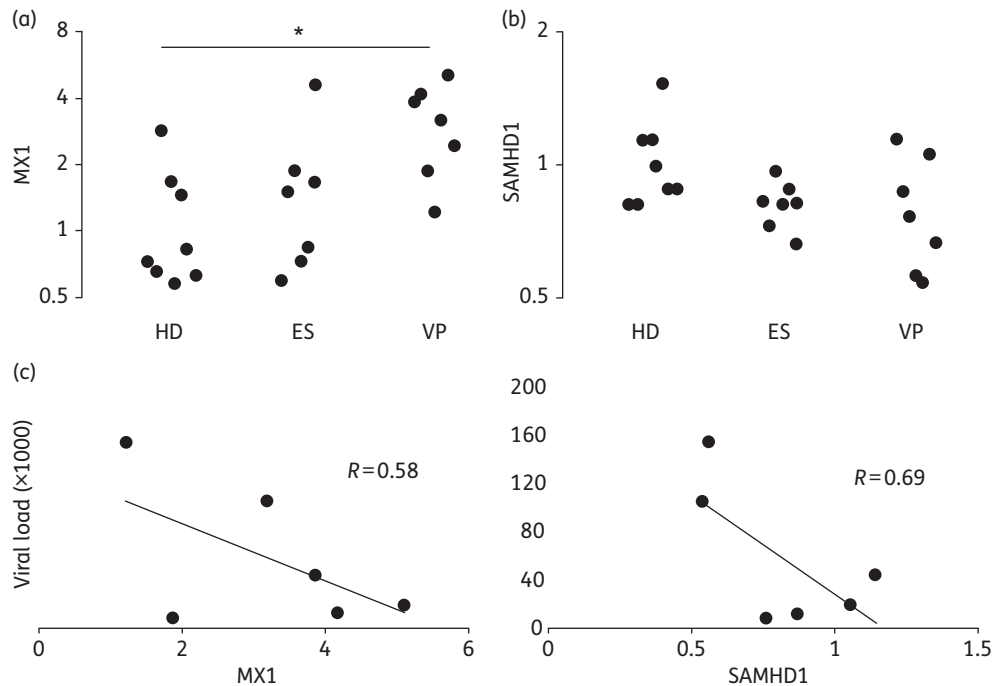 (a)
8
4
2
1
0.5
MX1
*
HD ES VP
(b)
2
1
0.5
SAMHD1
HD ES VP
(c)
Viral load (×1000)
R=0.58
0 2 4 6
MX1
200
160
120
80
40
0
R=0.69
0 0.5 1 1.5
SAMHD1